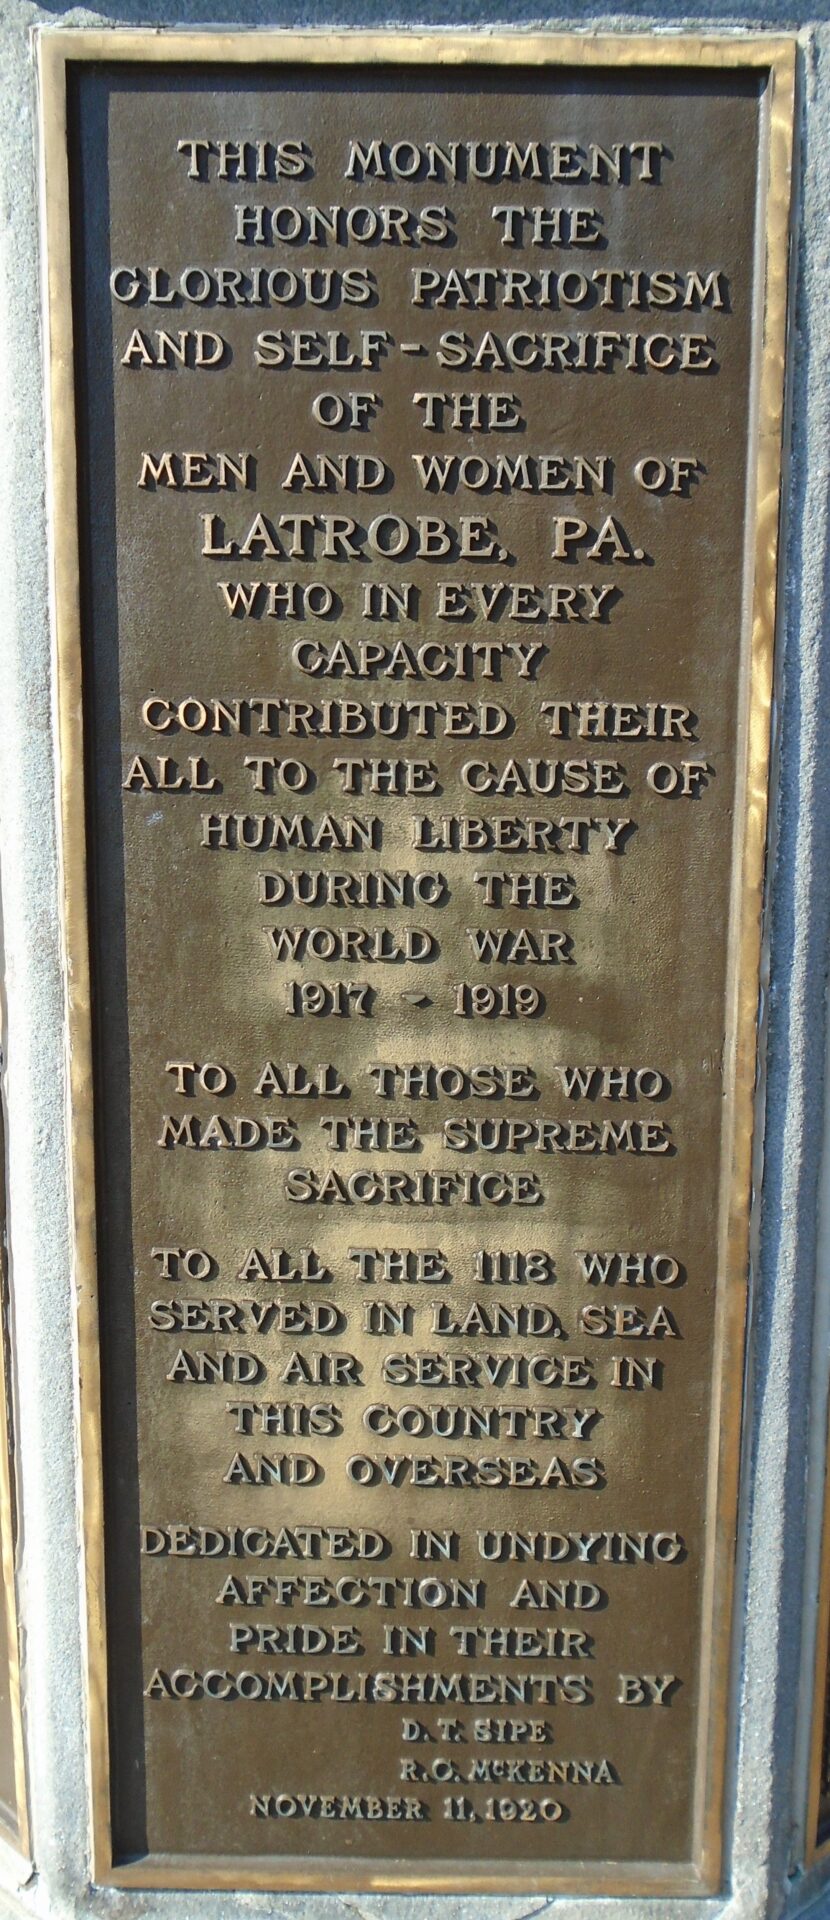 THIS MONUMENT
HONORS THE
GLORIOUS PATRIOTISM
AND SELF-SACRIFICE
OF THE
MEN AND WOMEN OF
LATROBE, PA.
WHO IN EVERY
CAPACITY
CONTRIBUTED THEIR
ALL TO THE CAUSE OF
HUMAN LIBERTY
DURING THE
WORLD WAR
1917 - 1919
TO ALL THOSE WHO
MADE THE SUPREME
SACRIFICE
TO ALL THE 1118 WHO
SERVED IN LAND, SEA
AND AIR SERVICE IN
THIS COUNTRY
AND OVERSEAS
DEDICATED IN UNDYING
AFFECTION AND
PRIDE IN THEIR
ACCOMPLISHMENTS BY
D. T. SIPE
R. C. McKENNA
NOVEMBER 11, 1920